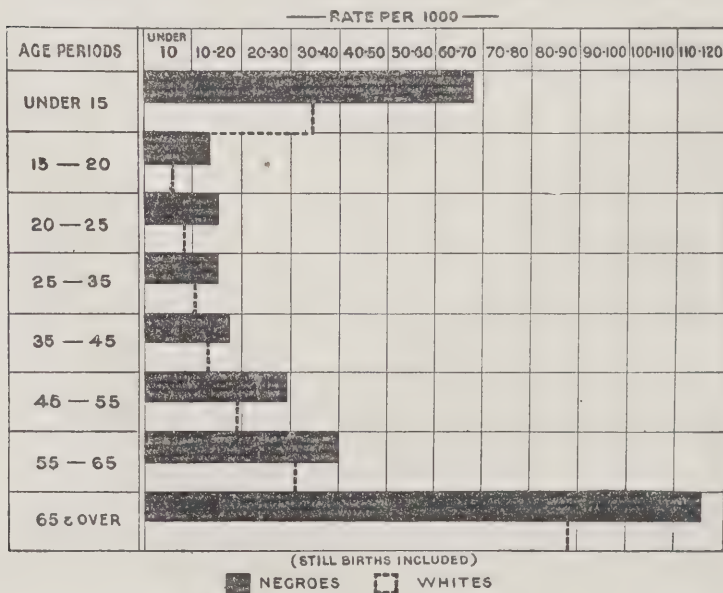 RATE PER 1000
AGE PERIODS UNDER 10 10-20 20-30 30-40 40-50 50-60 60-70 70-80 80-90 90-100 100-110 110-120
UNDER 15
15 — 20
20 — 25
25 — 35
35 — 45
45 — 55
55 — 65
65 & OVER
(STILL BIRTHS INCLUDED)
NEGROES WHITES